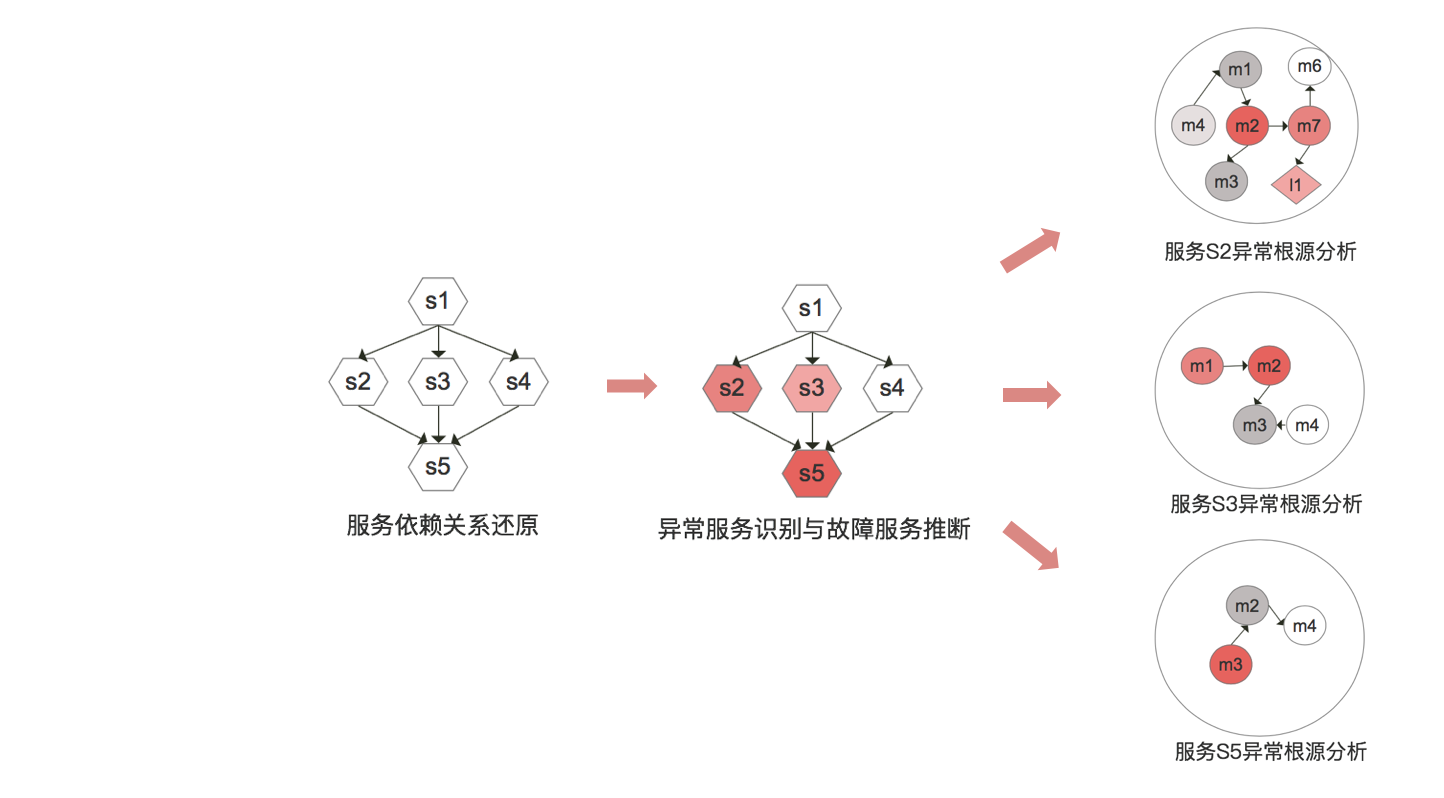 s1
s2
s3
s4
s5
服务依赖关系还原
s1
s2
s3
s4
s5
异常服务识别与故障服务推断
m1
m6
m4
m2
m7
m3
l1
服务S2异常根源分析
m1
m2
m3
m4
服务S3异常根源分析
m2
m4
m3
服务S5异常根源分析